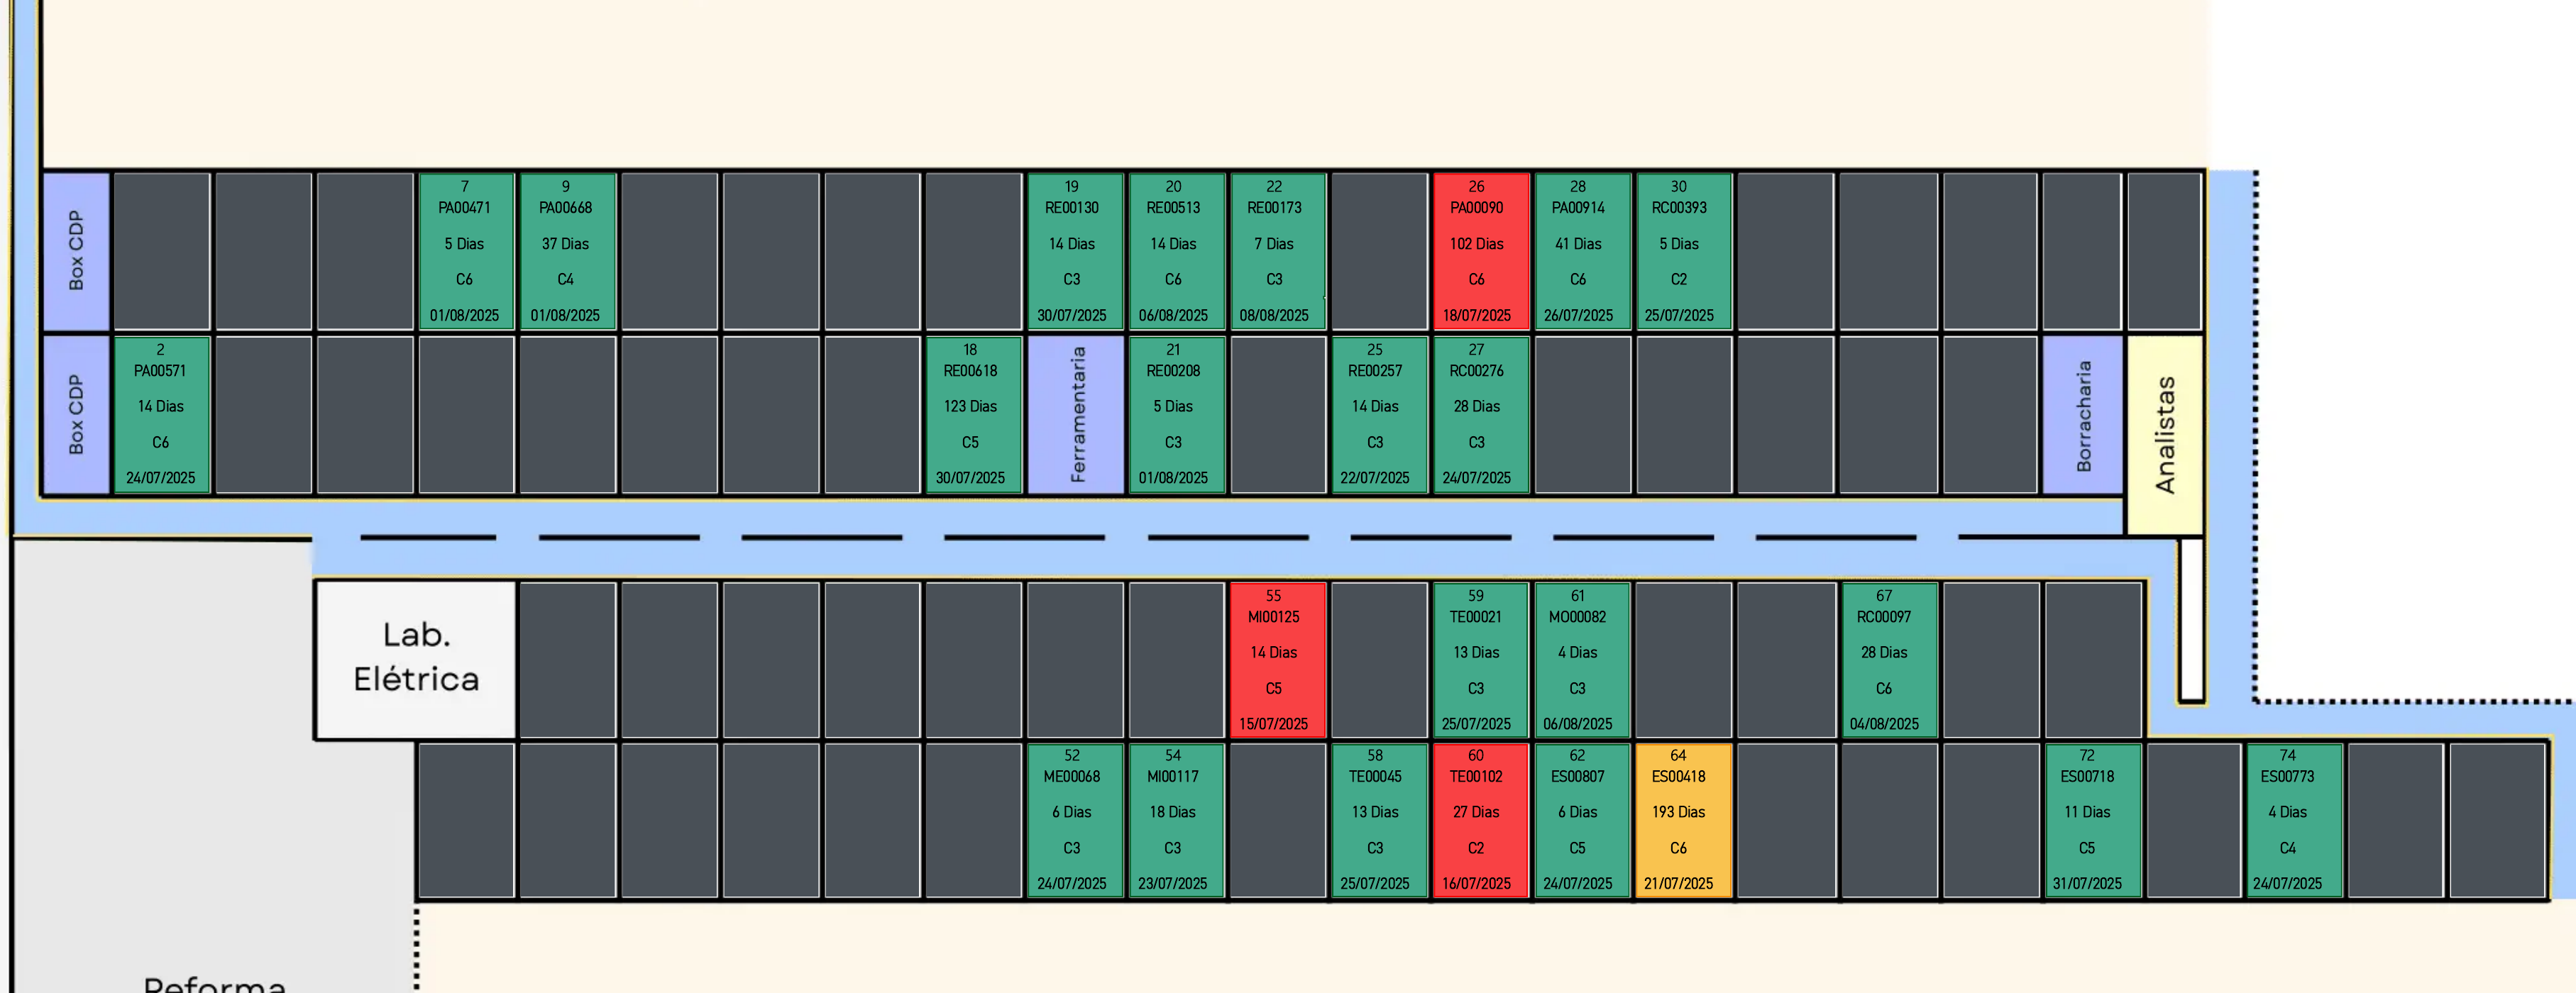 Box CDP
7
PA00471
5 Dias
C6
01/08/2025
9
PA00668
37 Dias
C4
01/08/2025
19
RE00130
14 Dias
C3
30/07/2025
20
RE00513
14 Dias
C6
06/08/2025
22
RE00173
7 Dias
C3
08/08/2025
26
PA00090
102 Dias
C6
18/07/2025
28
PA00914
41 Dias
C6
26/07/2025
30
RC00393
5 Dias
C2
25/07/2025
Box CDP
2
PA00571
14 Dias
C6
24/07/2025
18
RE00618
123 Dias
C5
30/07/2025
Ferramentaria
21
RE00208
5 Dias
C3
01/08/2025
25
RE00257
14 Dias
C3
22/07/2025
27
RC00276
28 Dias
C3
24/07/2025
Borracharia
Analistas
Lab.
Elétrica
55
MI00125
14 Dias
C5
15/07/2025
59
TE00021
13 Dias
C3
25/07/2025
61
MO00082
4 Dias
C3
06/08/2025
67
RC00097
28 Dias
C6
04/08/2025
52
ME00068
6 Dias
C3
24/07/2025
54
MI00117
18 Dias
C3
23/07/2025
58
TE00045
13 Dias
C3
25/07/2025
60
TE00102
27 Dias
C2
16/07/2025
62
ES00807
6 Dias
C5
24/07/2025
64
ES00418
193 Dias
C6
21/07/2025
72
ES00718
11 Dias
C5
31/07/2025
74
ES00773
4 Dias
C4
24/07/2025
Reforma